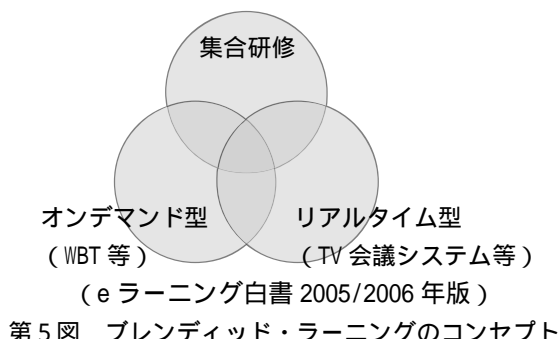 集合研修
オンデマンド型 リアルタイム型
（WBT 等） （TV 会議システム等）
（e ラーニング白書 2005/2006 年版）
第５図 ブレンディッド・ラーニングのコンセプト